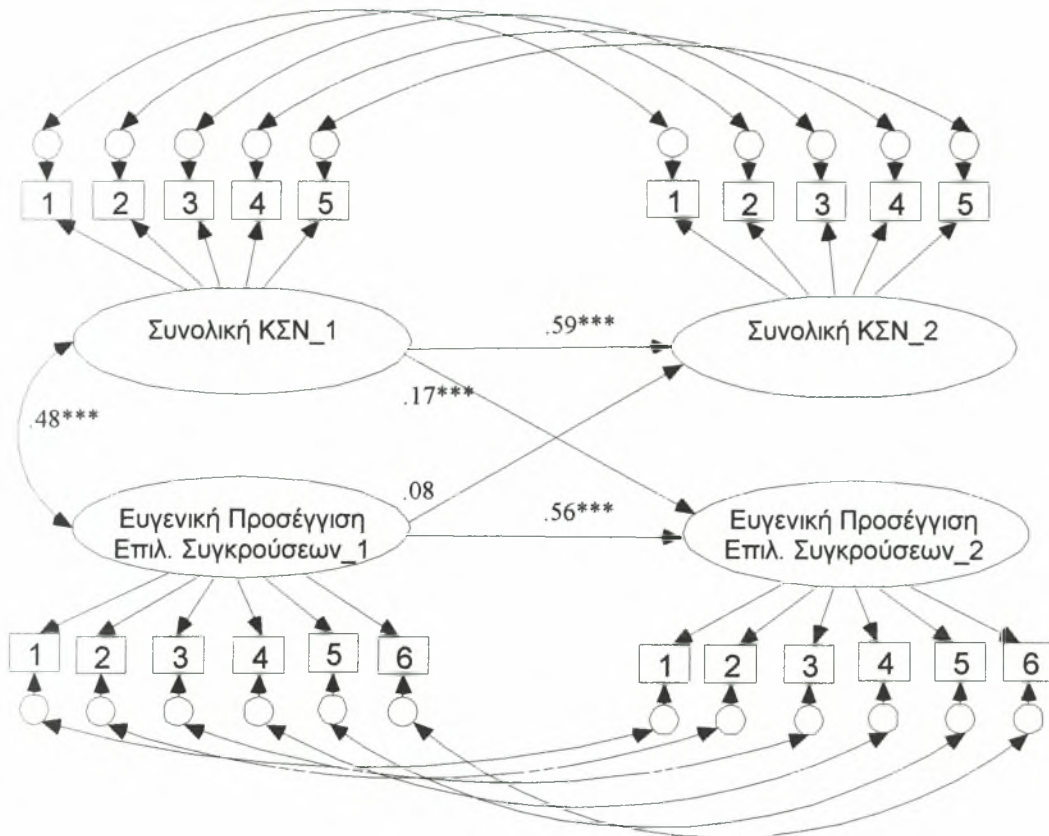 1 2 3 4 5
1 2 3 4 5
Συνολική ΚΣΝ_1
.59***
Συνολική ΚΣΝ_2
.48***
.17***
.08
.56***
Ευγενική Προσέγγιση
Επιλ. Συγκρούσεων_1
Ευγενική Προσέγγιση
Επιλ. Συγκρούσεων_2
1 2 3 4 5 6
1 2 3 4 5 6